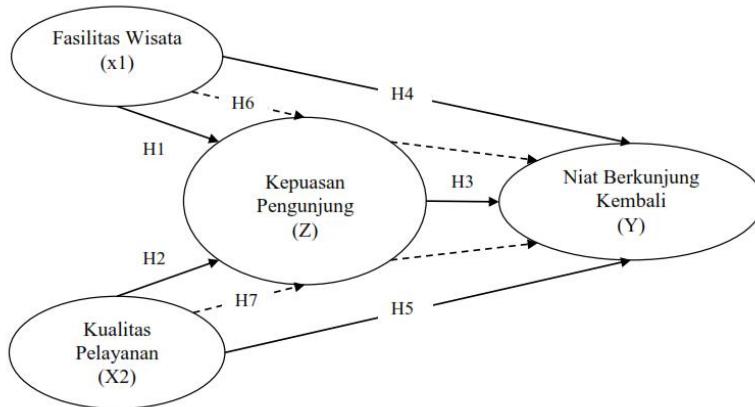 Fasilitas Wisata
(x1)
H4
H6
H1
Kepuasan
Pengunjung
(Z)
H3
Niat Berkunjung
Kembali
(Y)
H2
H7
H5
Kualitas
Pelayanan
(X2)